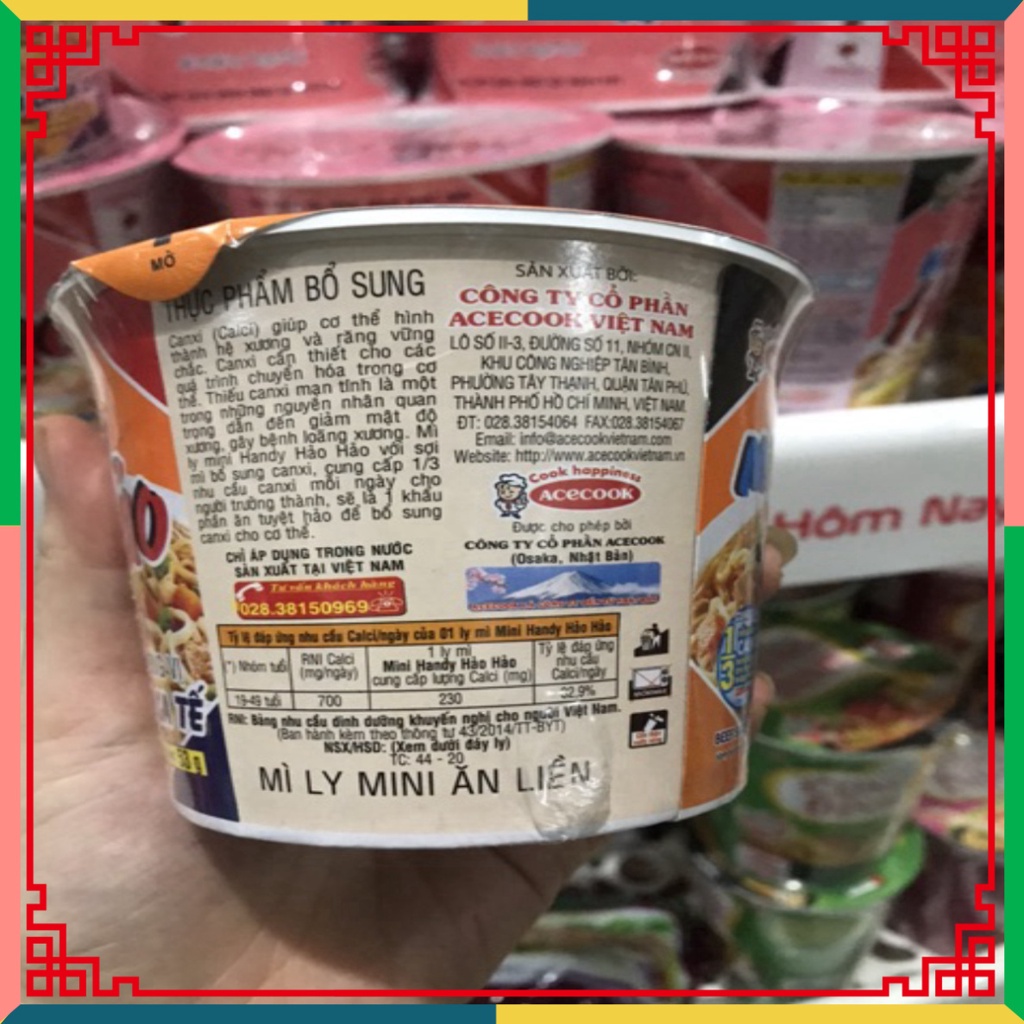 MỞ
THỰC PHẨM BỔ SUNG
Canxi (Calci) giúp cơ thể hình
thành hệ xương và răng vững
chắc. Canxi cần thiết cho các
quá trình chuyển hóa trong cơ
thể. Thiếu canxi mạn tính là một
trong những nguyên nhân quan
trọng dẫn đến giảm mật độ
xương, gây bệnh loãng xương. Mì
ly mini Handy Hảo Hảo với sợi
mì bổ sung canxi, cung cấp 1/3
nhu cầu canxi mỗi ngày cho
người trưởng thành, sẽ là 1 khẩu
phần ăn tuyệt hảo để bổ sung
canxi cho cơ thể.
CHỈ ÁP DỤNG TRONG NƯỚC
SẢN XUẤT TẠI VIỆT NAM
Tư vấn khách hàng
028.38150969
SẢN XUẤT BỞI:
CÔNG TY CỔ PHẦN
ACECOOK VIỆT NAM
LÔ SỐ II-3, ĐƯỜNG SỐ 11, NHÓM CN II,
KHU CÔNG NGHIỆP TÂN BÌNH,
PHƯỜNG TÂY THẠNH, QUẬN TÂN PHÚ,
THÀNH PHỐ HỒ CHÍ MINH, VIỆT NAM
ĐT: 028.38154064 FAX:028.38154067
Email: info@acecookvietnam.com
Website: http://www.acecookvietnam.vn
Cook happiness
ACECOOK
Được cho phép bởi
CÔNG TY CỔ PHẦN ACECOOK
(Osaka, Nhật Bản)
Tỷ lệ đáp ứng nhu cầu Calci/ngày của 01 ly mì Mini Handy Hảo Hảo
(*) Nhóm tuổi RNI Calci (mg/ngày) 1 ly mì Mini Handy Hảo Hảo cung cấp lượng Calci (mg) Tỷ lệ đáp ứng nhu cầu Calci/ngày
19-49 tuổi 700 230 32.9%
RNI: Bảng nhu cầu dinh dưỡng khuyến nghị cho người Việt Nam.
(Ban hành kèm theo thông tư 43/2014/TT-BYT)
NSX/HSD: (Xem dưới đáy ly)
TC: 44 - 20
MÌ LY MINI ĂN LIỀN
TẾ
1/3
Hôm Nay